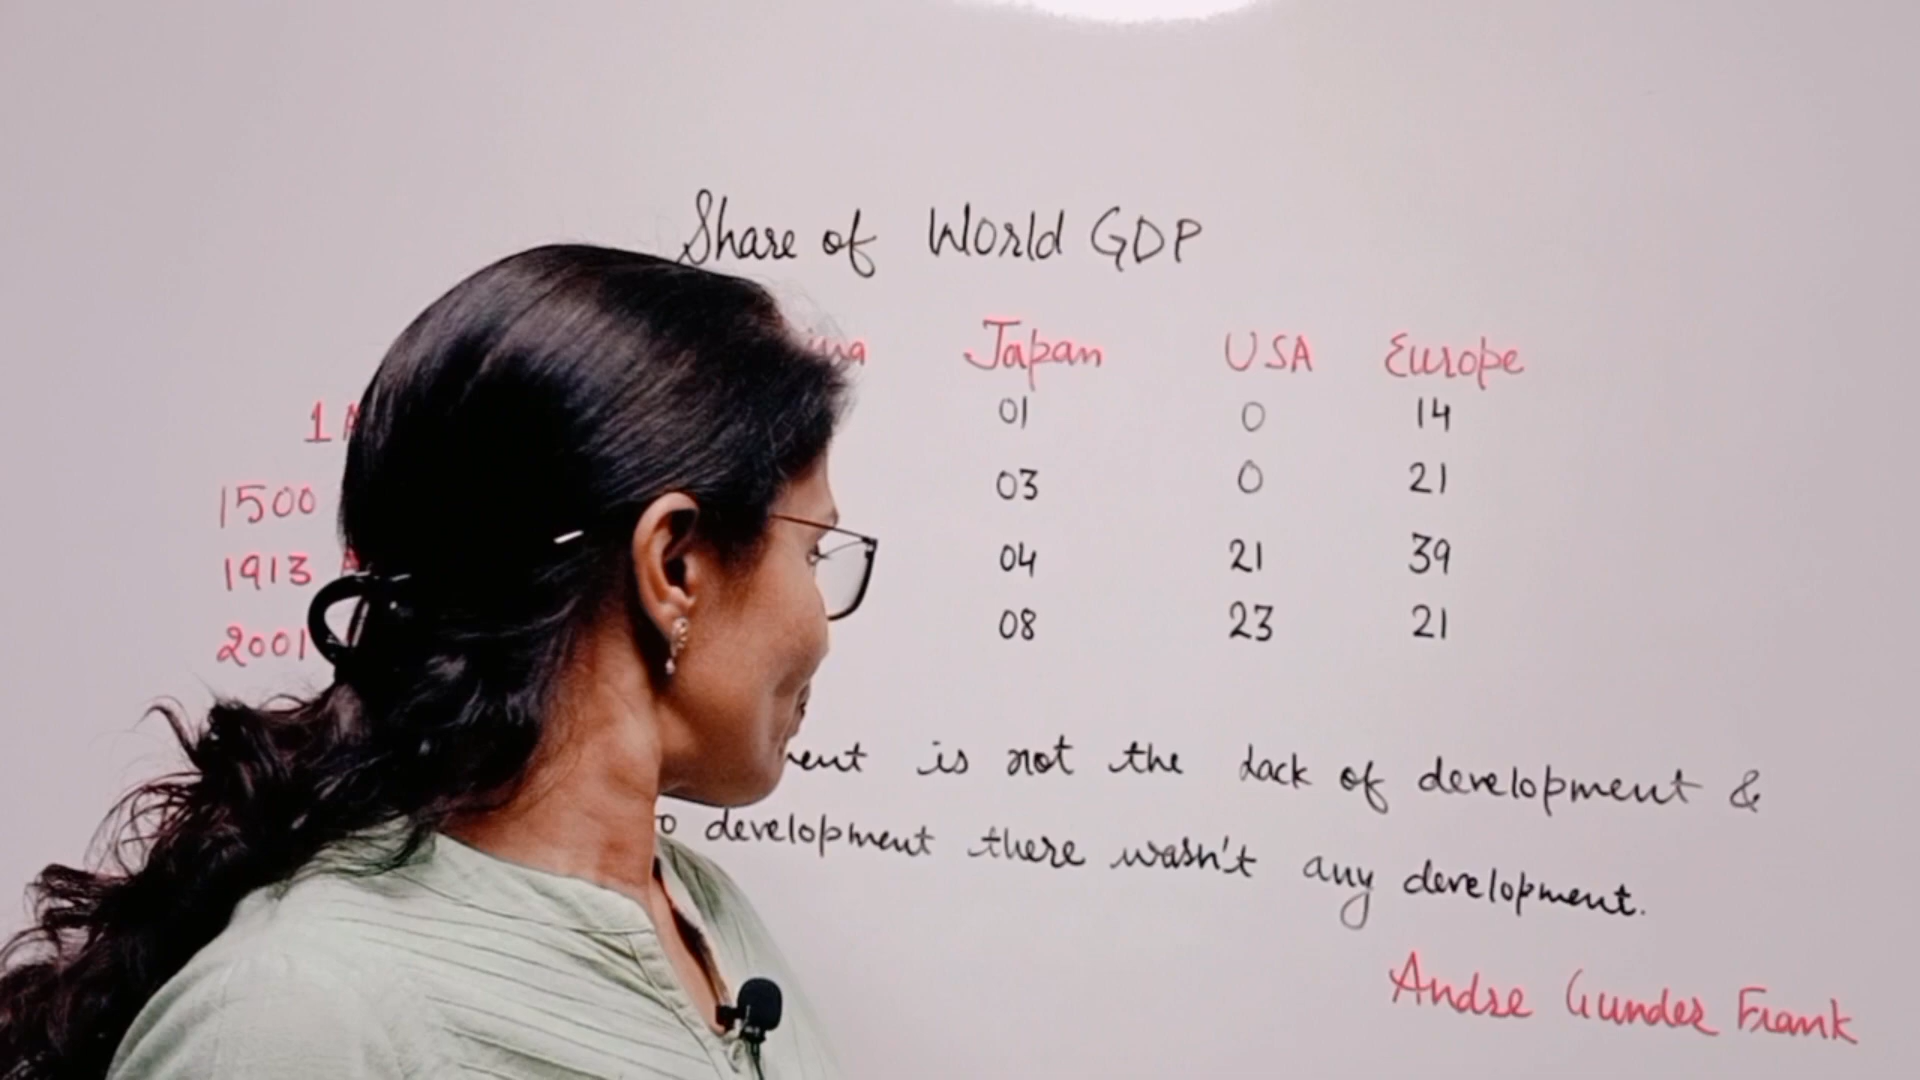 Share of World GDP
Japan USA Europe
1 01 0 14
1500 03 0 21
1913 04 21 39
2001 08 23 21
is not the lack of development &
development there wasn't any development.
Andre Gunder Frank